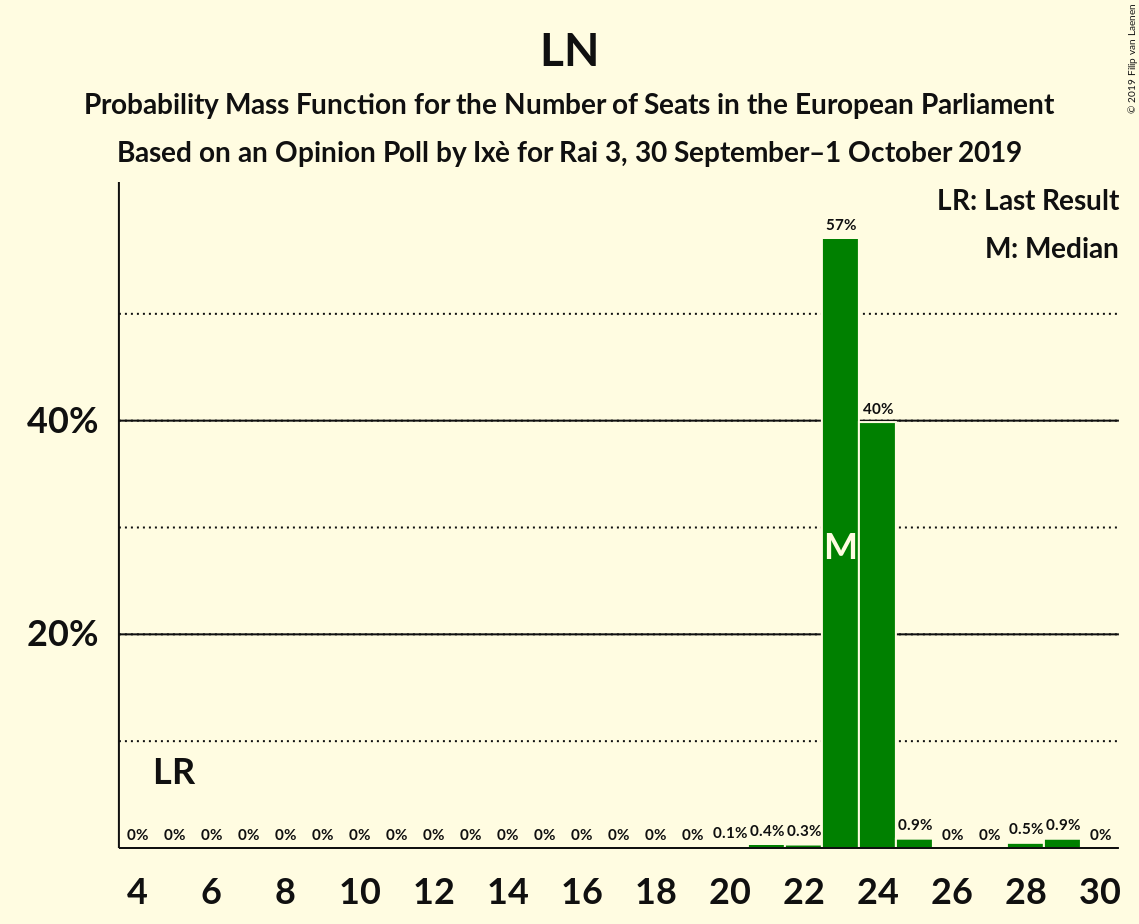 LN
Probability Mass Function for the Number of Seats in the European Parliament
Based on an Opinion Poll by Ixè for Rai 3, 30 September–1 October 2019
© 2019 Filip van Laenen
LR: Last Result
M: Median
57%
40%
40%
M
20%
LR
0% 0% 0% 0% 0% 0% 0% 0% 0% 0% 0% 0% 0% 0% 0% 0% 0.1% 0.4% 0.3% 0.9% 0% 0% 0.5% 0.9% 0%
4 6 8 10 12 14 16 18 20 22 24 26 28 30